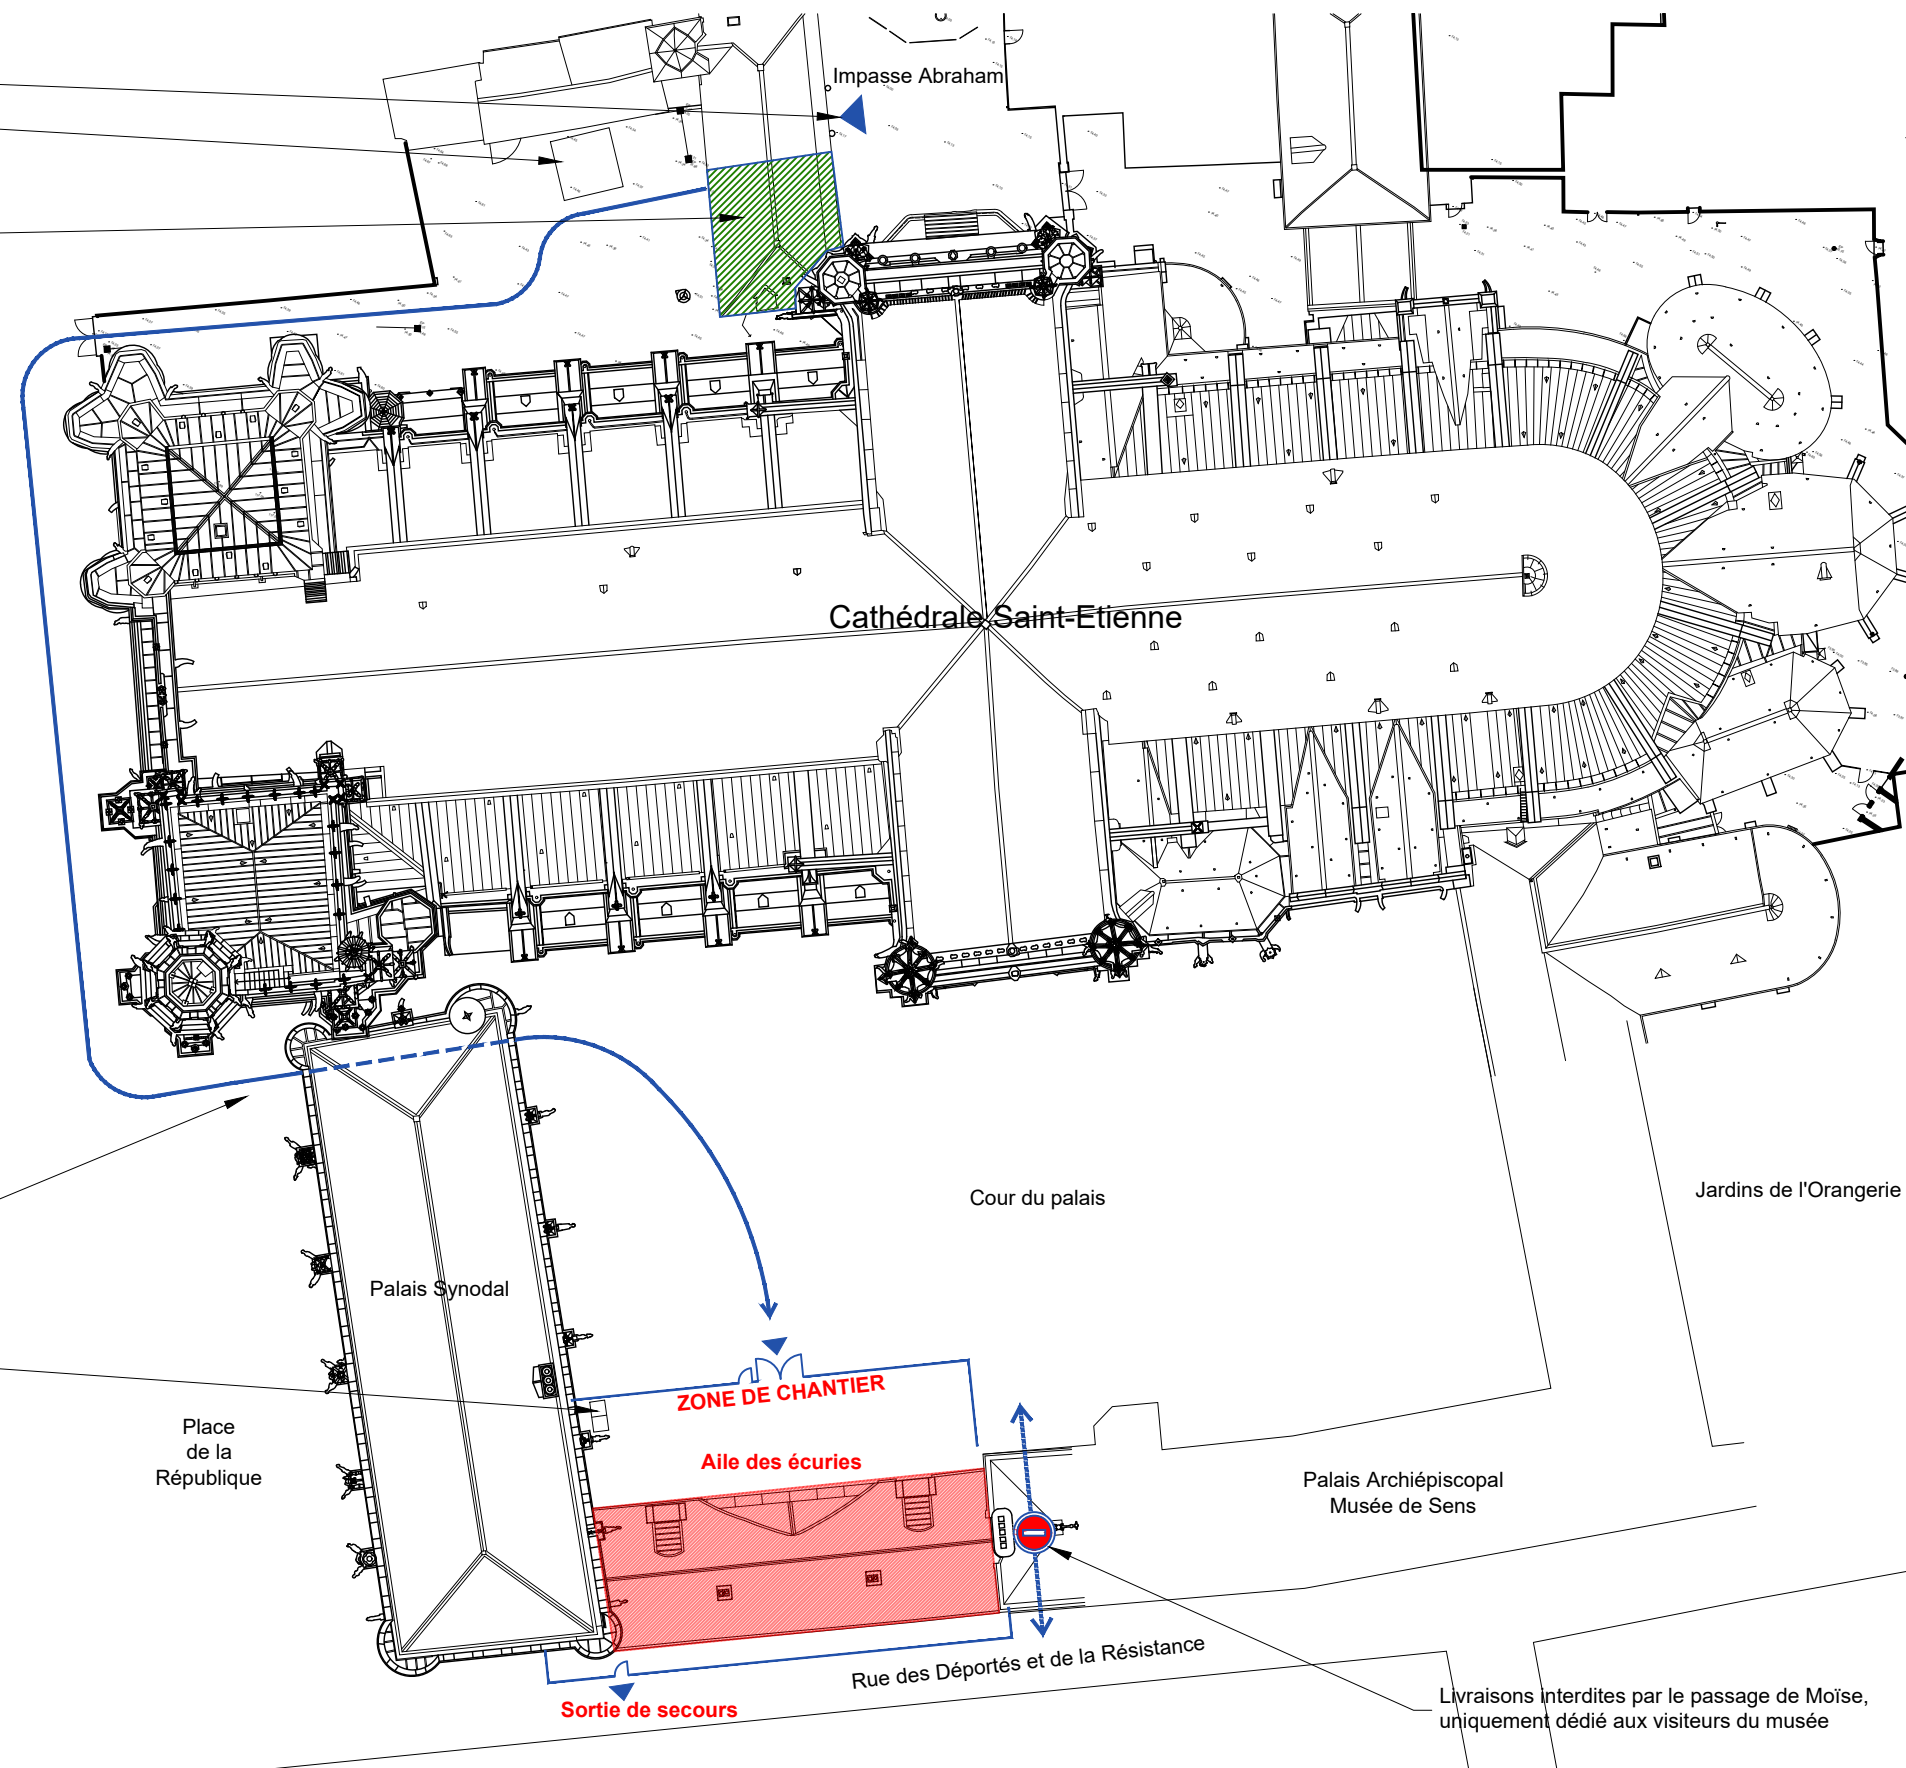 Impasse Abraham
Cathédrale Saint-Etienne
Cour du palais
Jardins de l'Orangerie
Palais Synodal
ZONE DE CHANTIER
Place
de la
République
Aile des écuries
Palais Archiépiscopal
Musée de Sens
Rue des Déportés et de la Résistance
Sortie de secours
Livraisons interdites par le passage de Moïse,
uniquement dédié aux visiteurs du musée